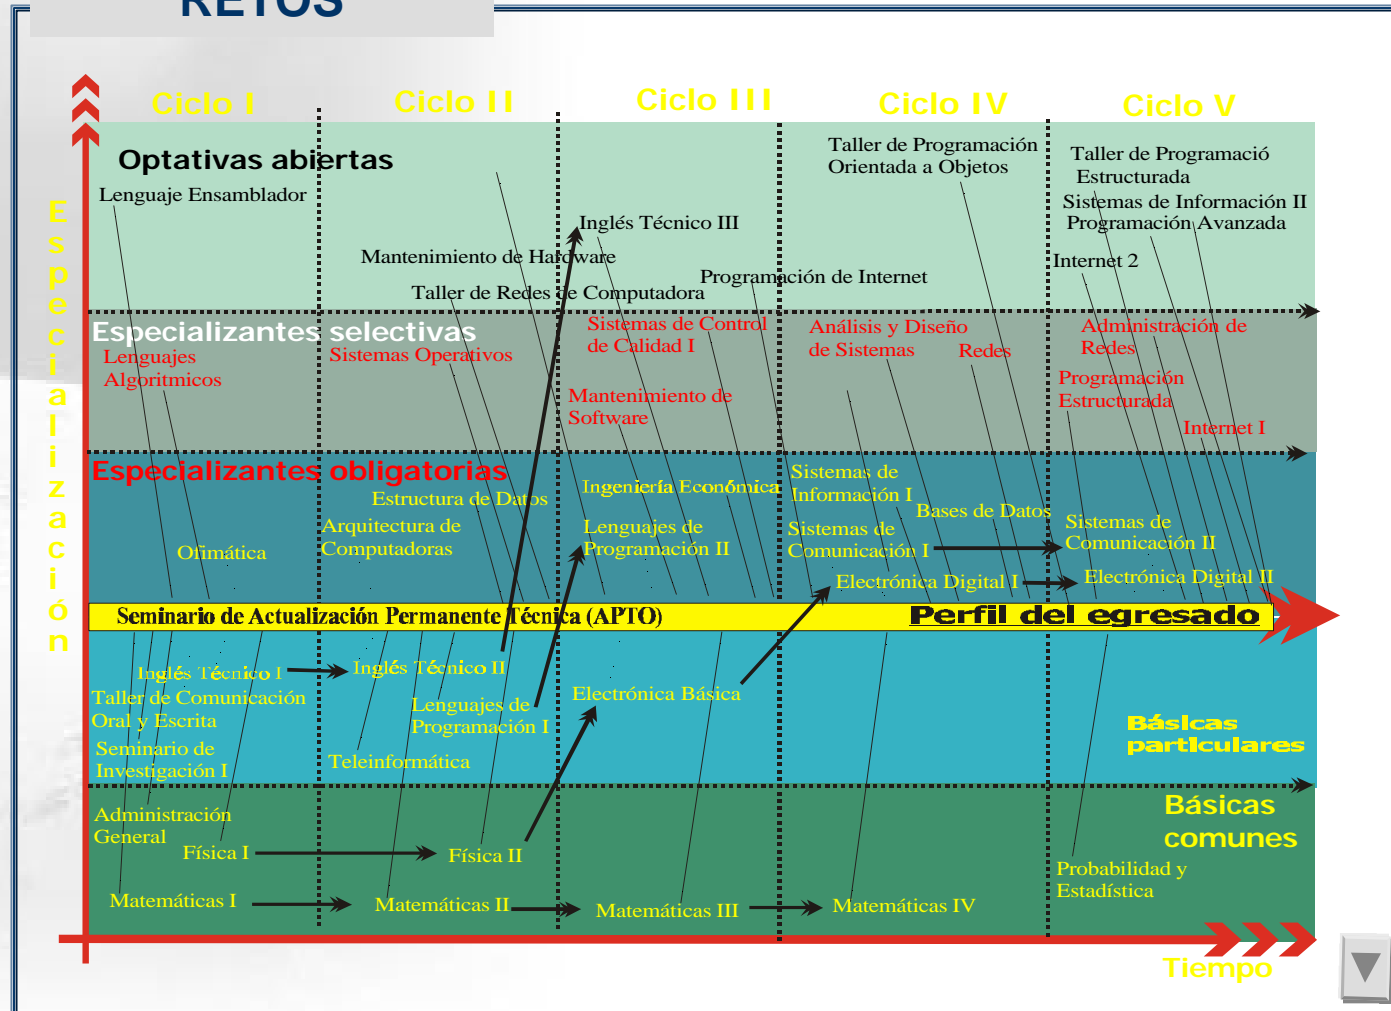 RETOS
Ciclo I
Ciclo II
Ciclo III
Ciclo IV
Ciclo V
Especialización
Optativas abiertas
Lenguaje Ensamblador
Mantenimiento de Hardware
Taller de Redes de Computadora
Inglés Técnico III
Programación de Internet
Taller de Programación
Orientada a Objetos
Taller de Programació
Estructurada
Sistemas de Información II
Programación Avanzada
Internet 2
Especializantes selectivas
Lenguajes
Algoritmicos
Sistemas Operativos
Sistemas de Control
de Calidad I
Mantenimiento de
Software
Análisis y Diseño
de Sistemas
Redes
Administración de
Redes
Programación
Estructurada
Internet I
Especializantes obligatorias
Ofimática
Estructura de Datos
Arquitectura de
Computadoras
Ingeniería Económica
Lenguajes de
Programación II
Sistemas de
Información I
Bases de Datos
Sistemas de
Comunicación I
Electrónica Digital I
Sistemas de
Comunicación II
Electrónica Digital II
Seminario de Actualización Permanente Técnica (APTO)
Perfil del egresado
Inglés Técnico I
Taller de Comunicación
Oral y Escrita
Seminario de
Investigación I
Inglés Técnico II
Lenguajes de
Programación I
Teleinformática
Electrónica Básica
Básicas
particulares
Administración
General
Física I
Matemáticas I
Física II
Matemáticas II
Matemáticas III
Matemáticas IV
Básicas
comunes
Probabilidad y
Estadística
Tiempo